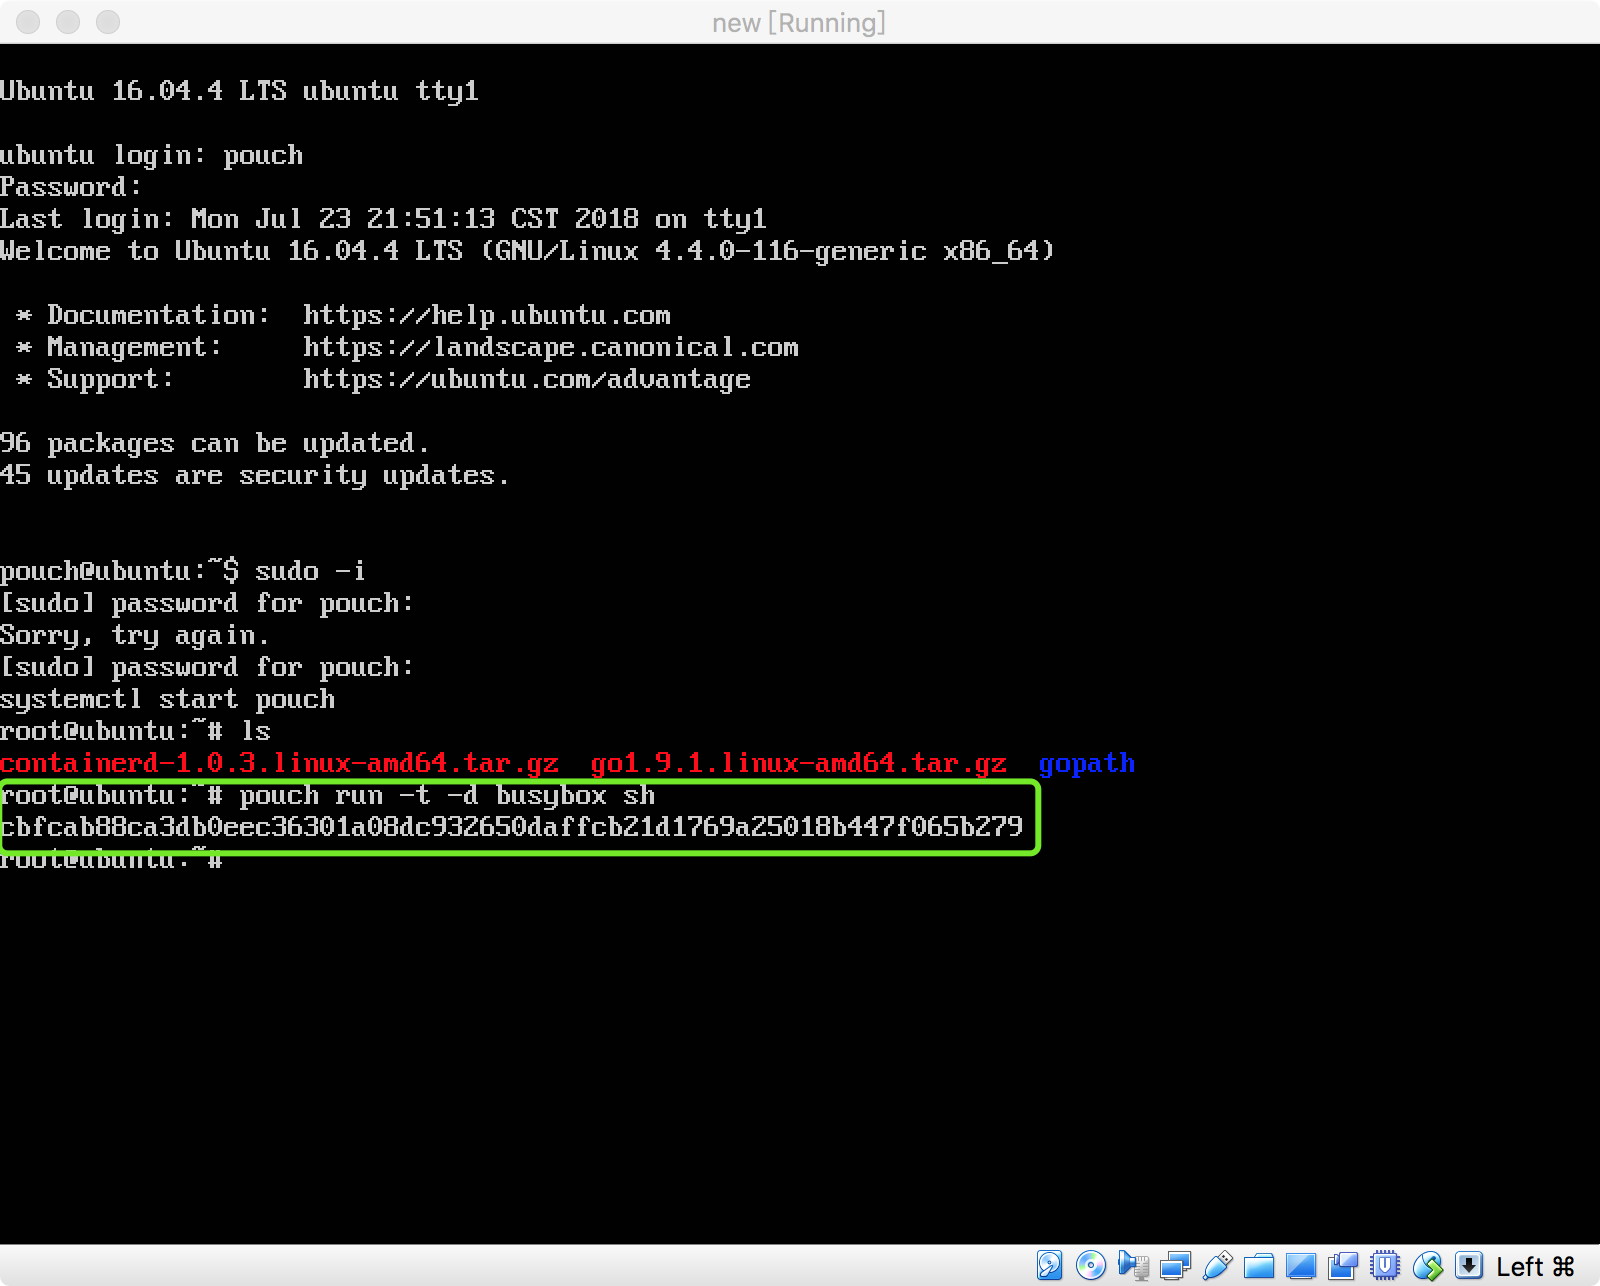 new [Running]
Ubuntu 16.04.4 LTS ubuntu tty1
ubuntu login: pouch
Password:
Last login: Mon Jul 23 21:51:13 CST 2018 on tty1
Welcome to Ubuntu 16.04.4 LTS (GNU/Linux 4.4.0-116-generic x86_64)
* Documentation:  https://help.ubuntu.com
* Management:     https://landscape.canonical.com
* Support:        https://ubuntu.com/advantage
96 packages can be updated.
45 updates are security updates.
pouch@ubuntu:~$ sudo -i
[sudo] password for pouch:
Sorry, try again.
[sudo] password for pouch:
systemctl start pouch
root@ubuntu:~# ls
containerd-1.0.3.linux-amd64.tar.gz  go1.9.1.linux-amd64.tar.gz  gopath
root@ubuntu:~# pouch run -t -d busybox sh
cbfcab88ca3db0eec36301a08dc932650daffcb21d1769a25018b447f065b279
root@ubuntu:~#
Left ⌘